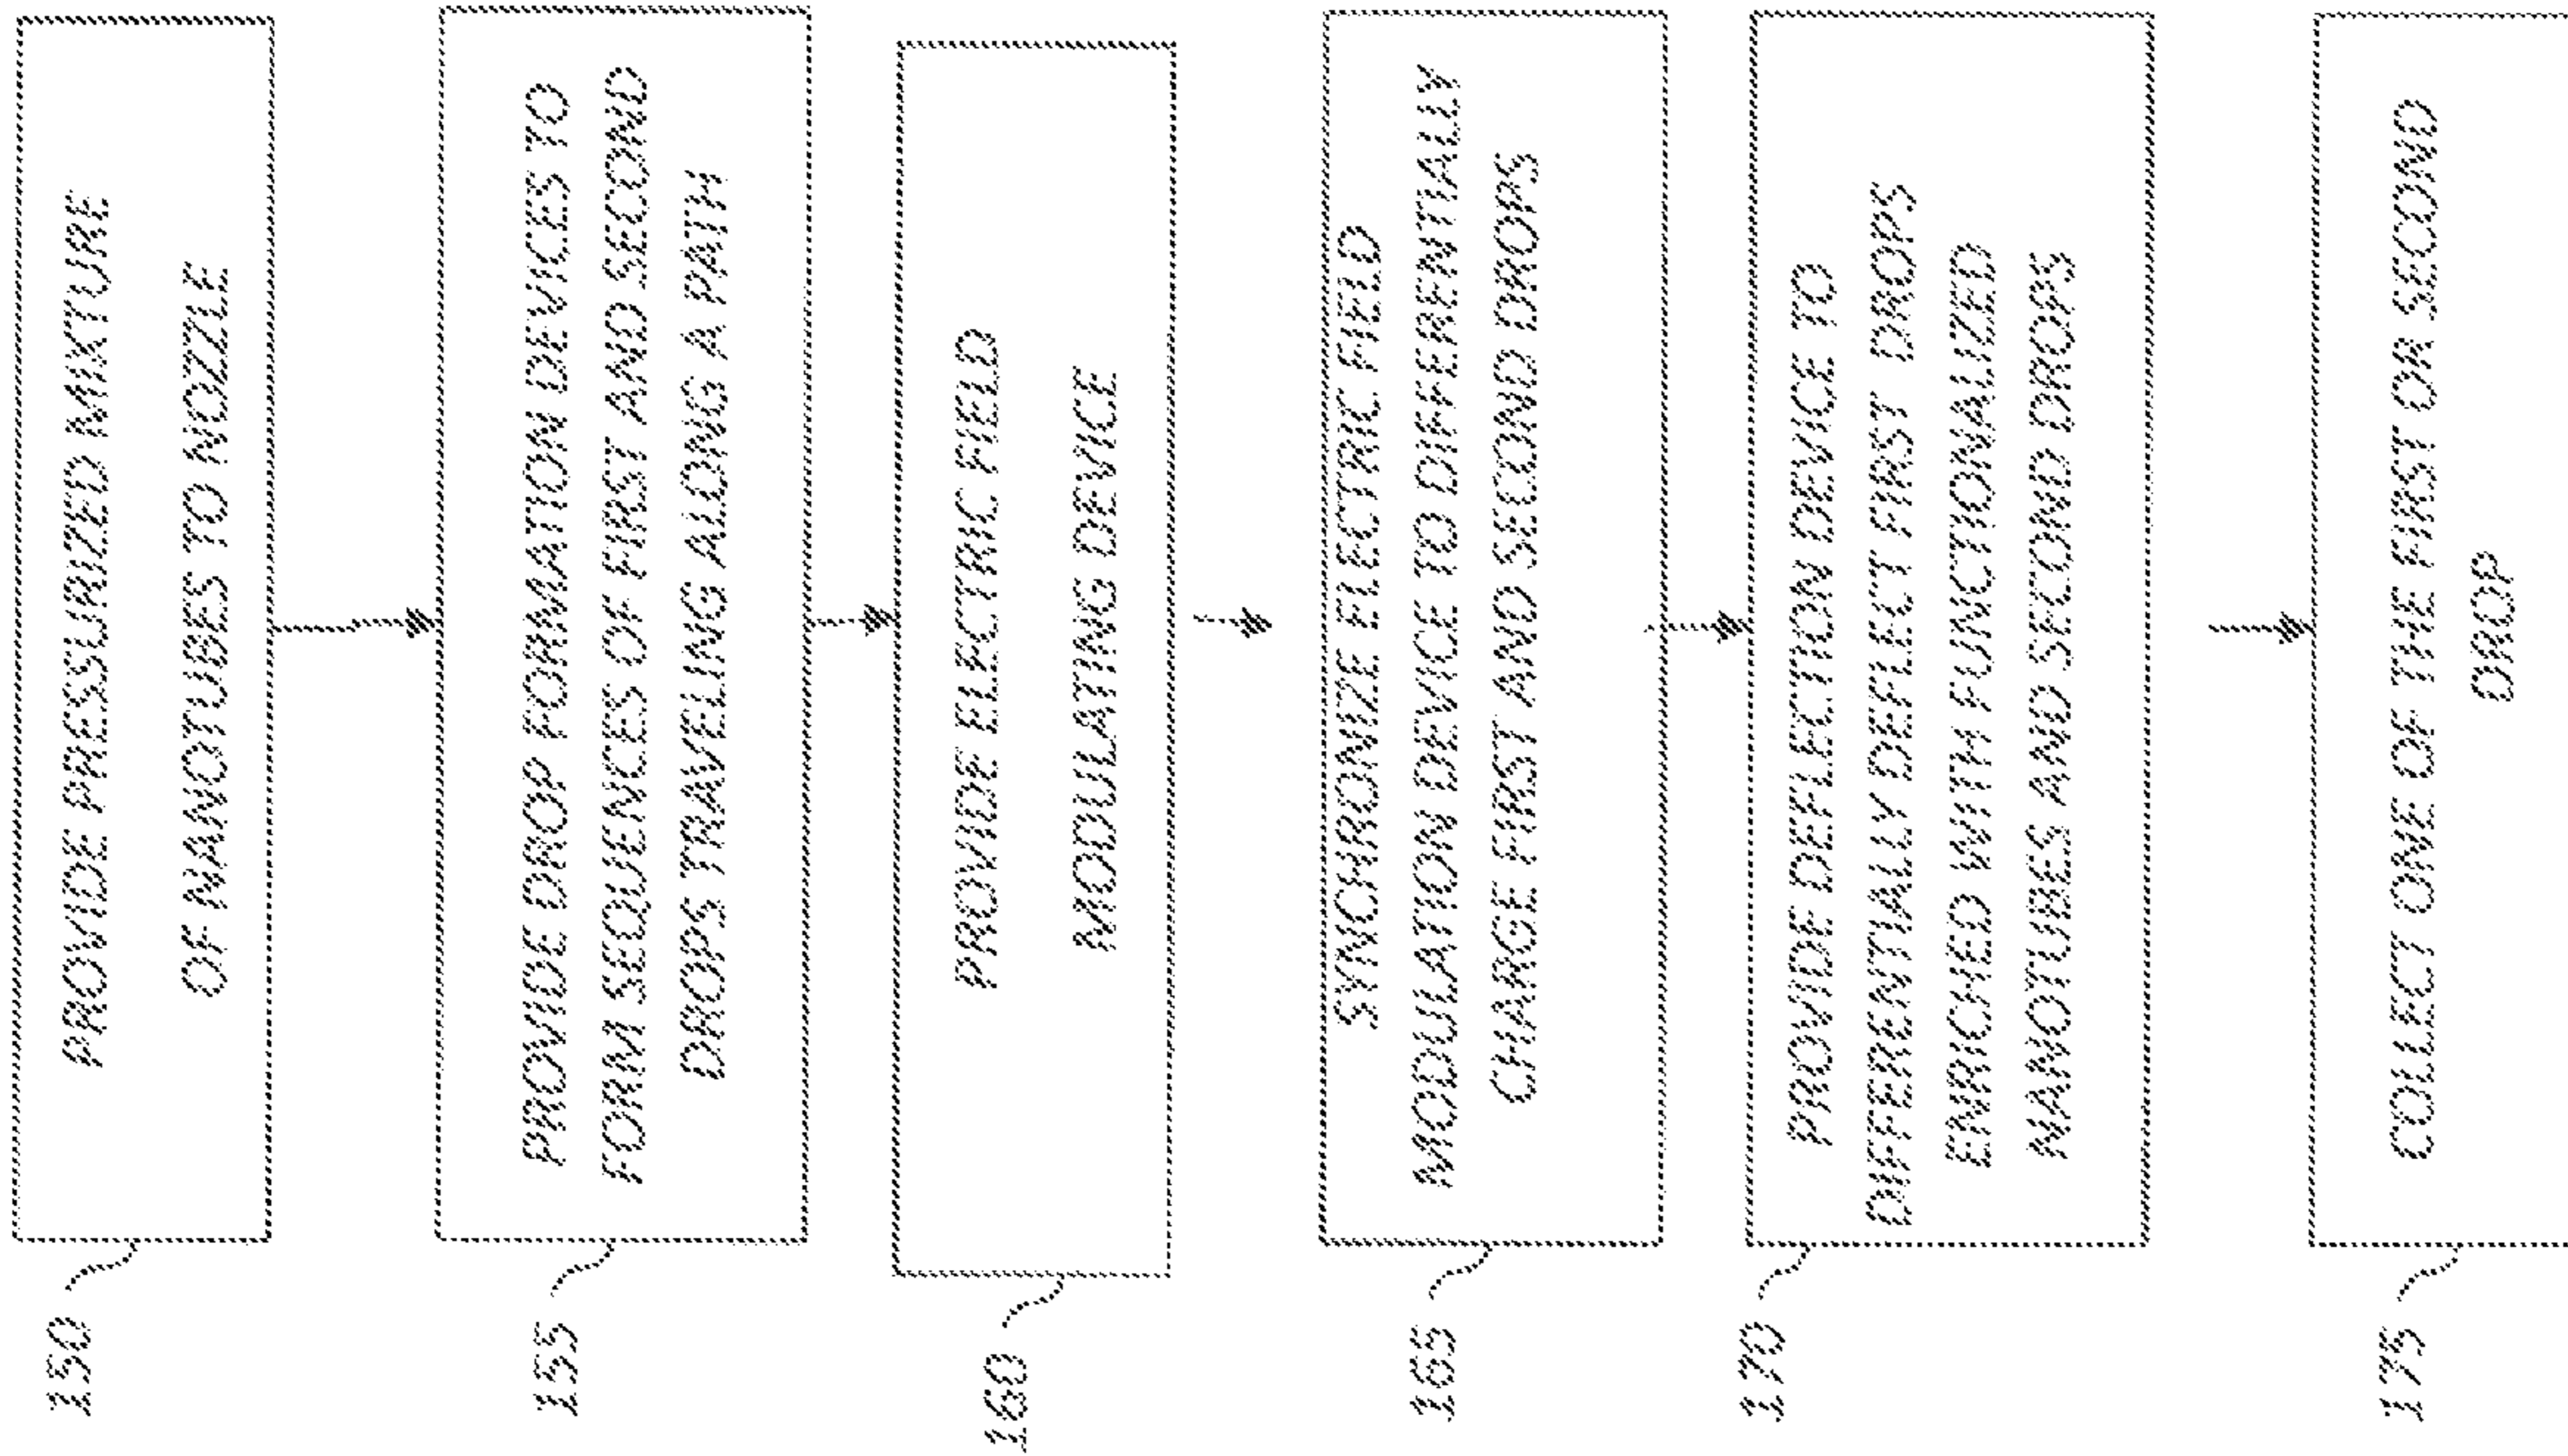 PROVIDE PRESSURIZED MIXTURE
OF NANOTUBES TO NOZZLE
150
PROVIDE DROP FORMATION DEVICES TO
FORM SEQUENCES OF FIRST AND SECOND
DROPS TRAVELING ALONG A PATH
155
PROVIDE ELECTRIC FIELD
MODULATING DEVICE
160
SYNCHRONIZE ELECTRIC FIELD
MODULATION DEVICE TO DIFFERENTIALLY
CHARGE FIRST AND SECOND DROPS
165
PROVIDE DEFLECTION DEVICE TO
DIFFERENTIALLY DEFLECT FIRST DROPS
ENRICHED WITH FUNCTIONALIZED
NANOTUBES AND SECOND DROPS
170
COLLECT ONE OF THE FIRST OR SECOND
DROP
175